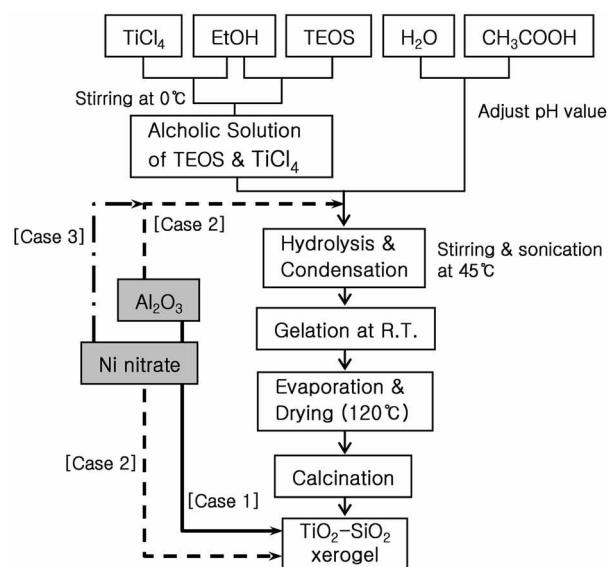 TiCl₄
EtOH
TEOS
H₂O
CH₃COOH
Stirring at 0℃
Adjust pH value
Alcholic Solution
of TEOS & TiCl₄
[Case 3]
[Case 2]
Hydrolysis &
Condensation
Stirring & sonication
at 45℃
Al₂O₃
Gelation at R.T.
Ni nitrate
Evaporation &
Drying (120℃)
[Case 2]
Calcination
[Case 1]
TiO₂-SiO₂
xerogel